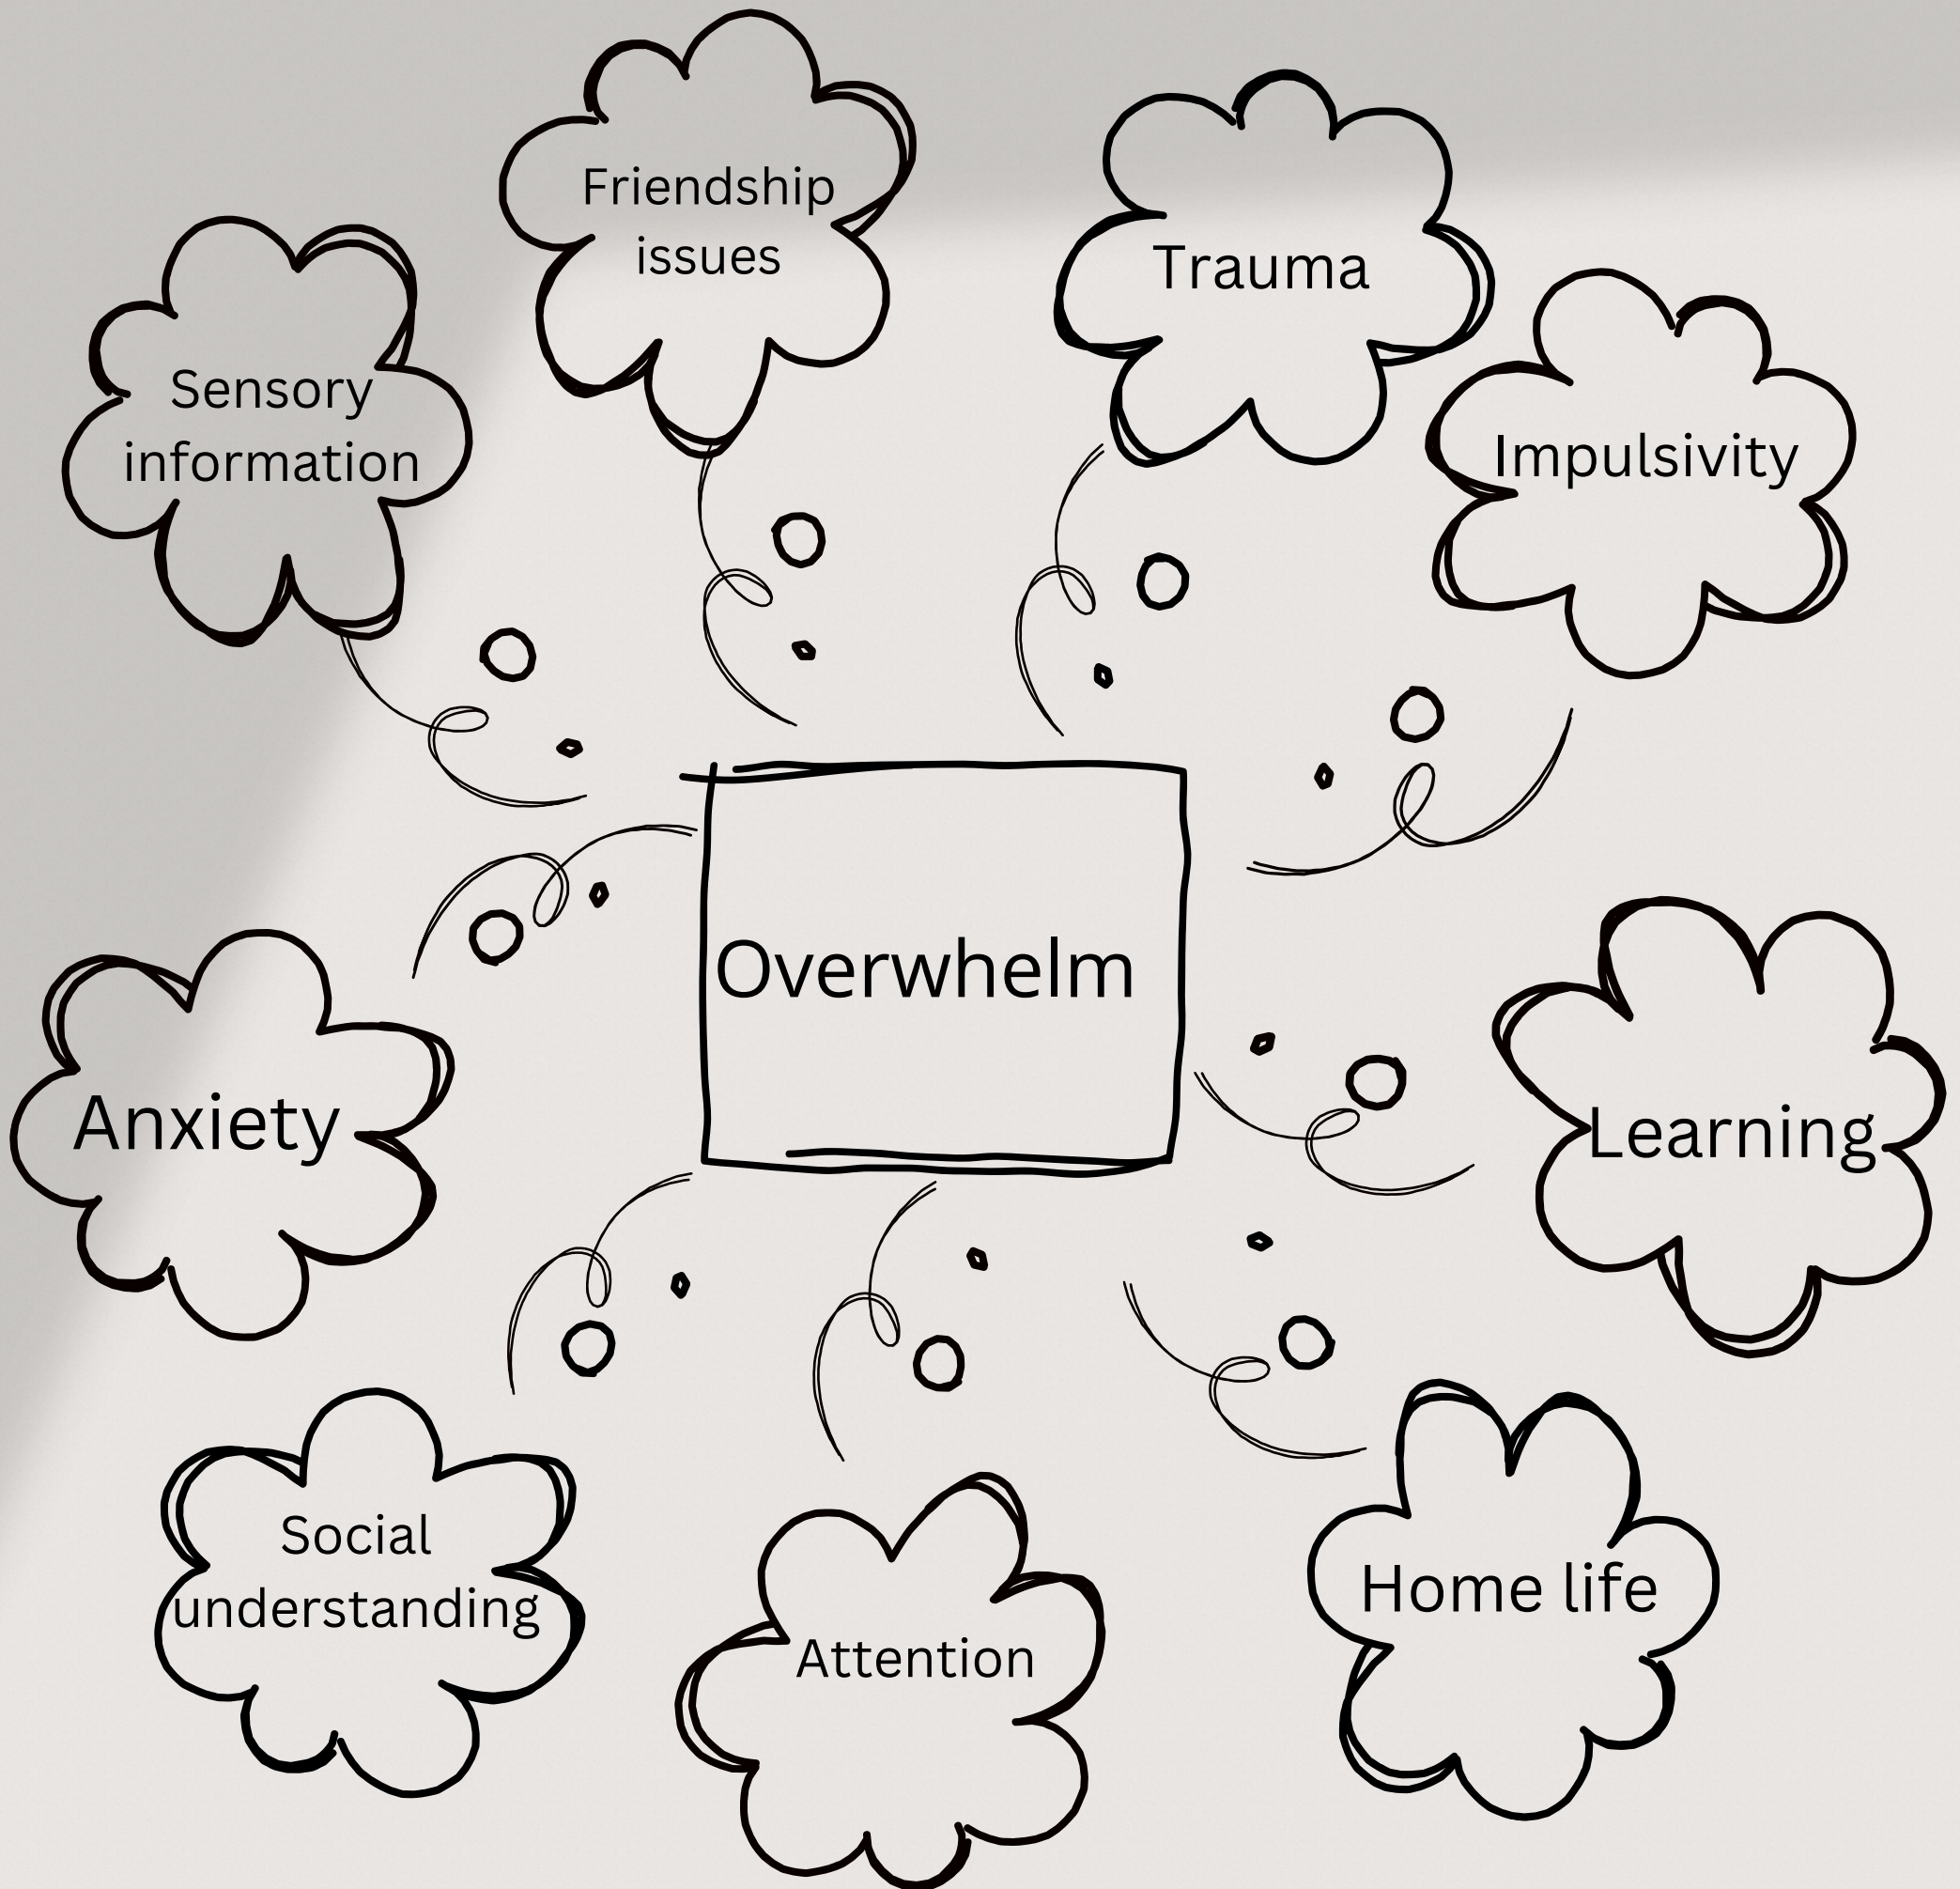 Friendship
issues
Trauma
Sensory
information
Impulsivity
Overwhelm
Anxiety
Learning
Social
understanding
Home life
Attention